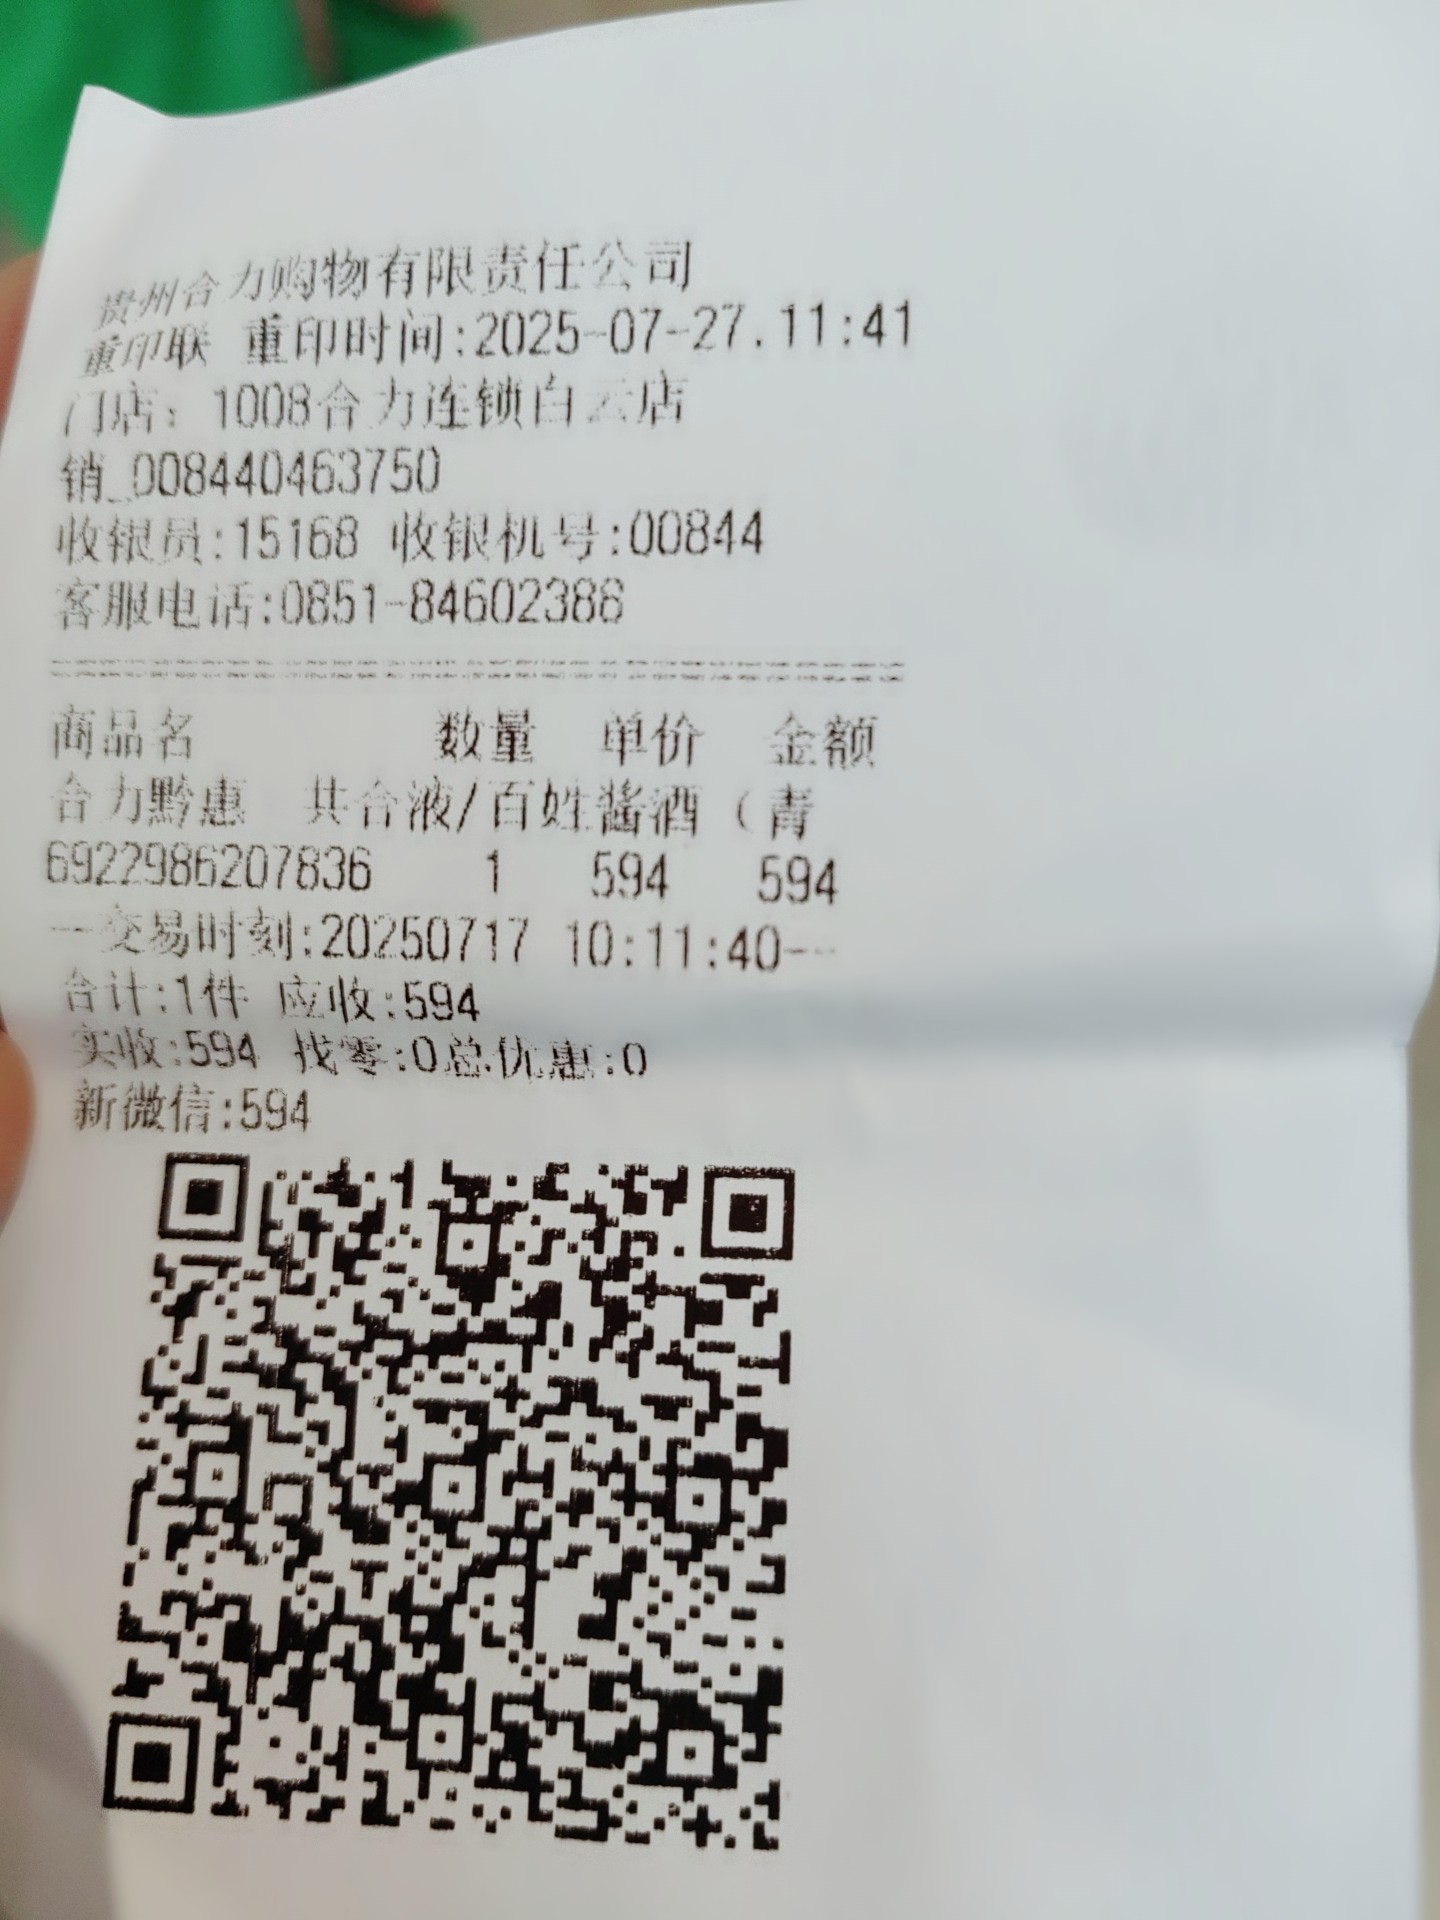 贵州合力购物有限责任公司
重印联 重印时间:2025-07-27.11:41
门店：1008合力连锁白云店
销_008440463750
收银员:15168 收银机号:00844
客服电话:0851-84602388
商品名 数量 单价 金额
合力黔惠 共合液/百姓酱酒（青
6922986207836 1 594 594
--交易时刻:20250717 10:11:40---
合计:1件 应收:594
实收:594 找零:0总优惠:0
新微信:594